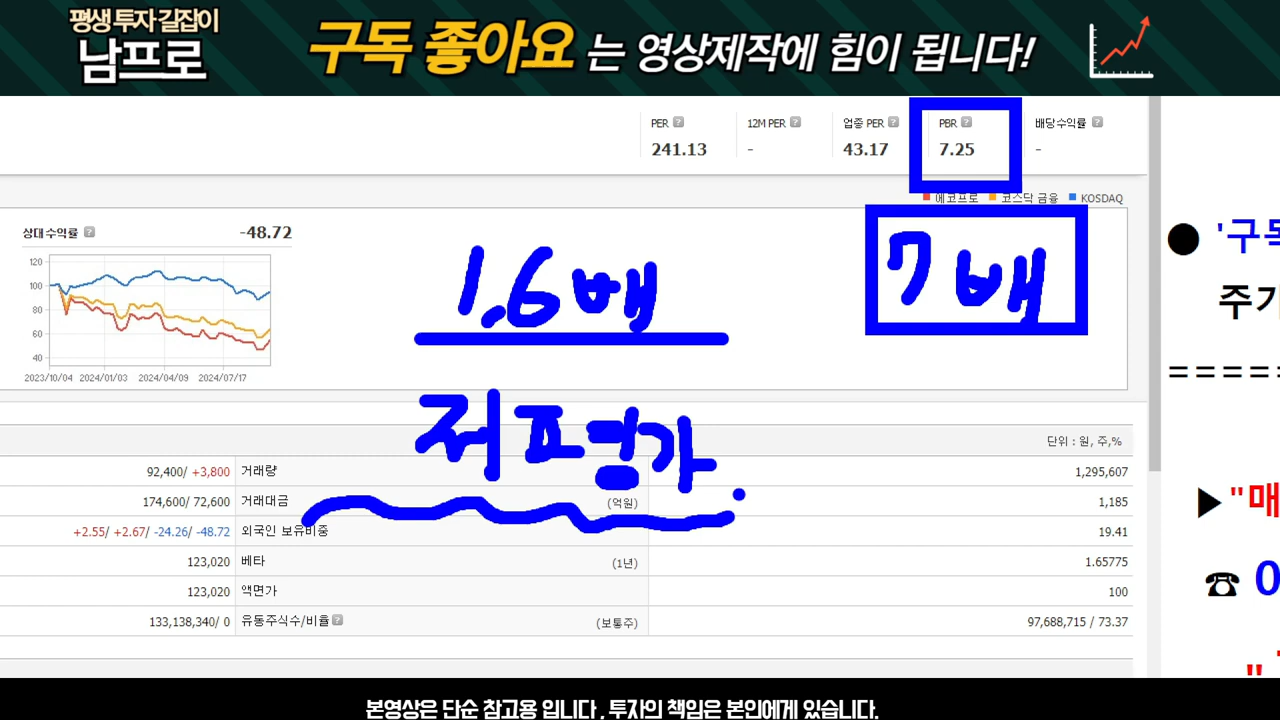 평생 투자 길잡이
남프로
구독 좋아요 는 영상제작에 힘이 됩니다!
PER 12M PER 업종 PER PBR 배당수익률
241.13 - 43.17 7.25 -
에코프로 코스닥 금융 KOSDAQ
상대수익률 -48.72
120
100
80
60
40
2023/10/04 2024/01/03 2024/04/09 2024/07/17
1.6배
7배
저평가.
단위 : 원, 주,%
92,400/ +3,800 거래량 1,295,607
174,600/ 72,600 거래대금 (억원) 1,185
+2.55/ +2.67/ -24.26/ -48.72 외국인 보유비중 19.41
123,020 베타 (1년) 1.65775
123,020 액면가 100
133,138,340/ 0 유동주식수/비율 (보통주) 97,688,715 / 73.37
● '구독
주가
=====
▶"매
☎ 0
본영상은 단순 참고용 입니다, 투자의 책임은 본인에게 있습니다.